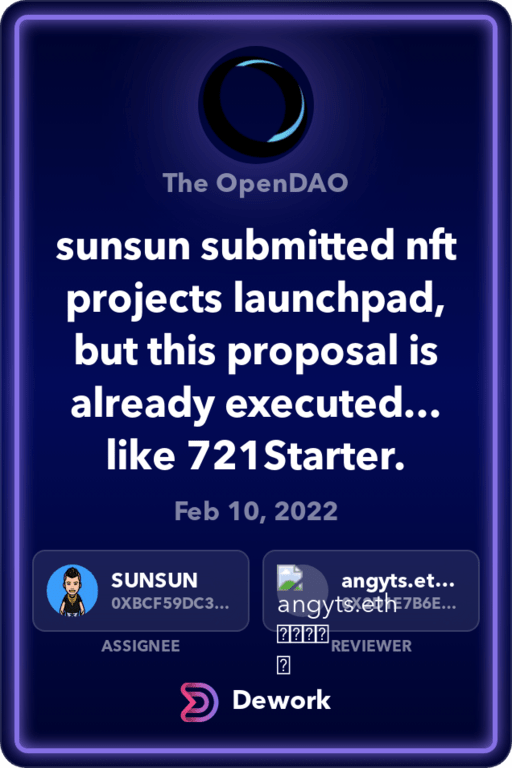 The OpenDAO
sunsun submitted nft
projects launchpad,
but this proposal is
already executed...
like 721Starter.
Feb 10, 2022
SUNSUN
0XBCF59DC3...
ASSIGNEE
angyts.et...
angyts.eth
REVIEWER
Dework